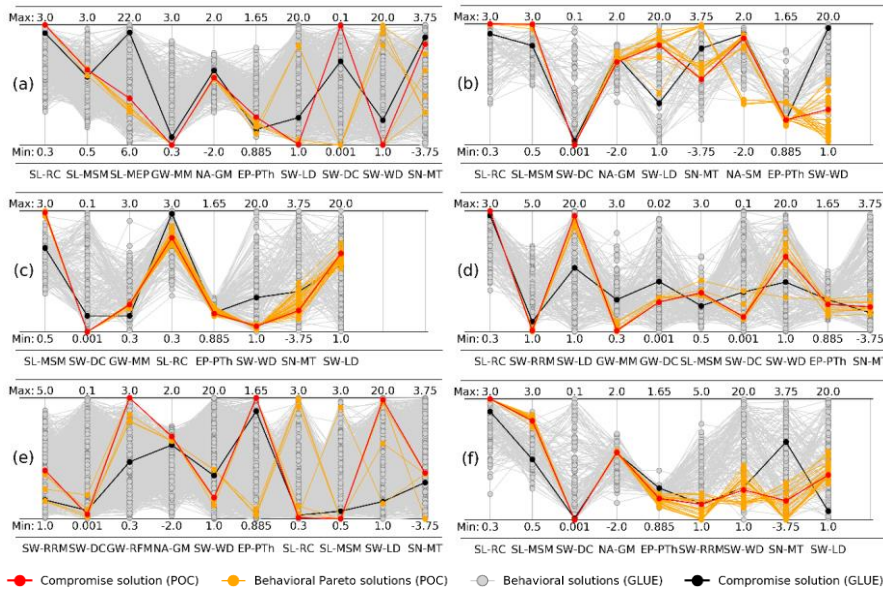 Max: 3.0 3.0 22.0 3.0 2.0 1.65 20.0 0.1 20.0 3.75
(a)
Min: 0.3 0.5 6.0 0.3 -2.0 0.885 1.0 0.001 1.0 -3.75
SL-RC SL-MSM SL-MEP GW-MM NA-GM EP-PTh SW-LD SW-DC SW-WD SN-MT
Max: 3.0 3.0 0.1 2.0 20.0 3.75 2.0 1.65 20.0
(b)
Min: 0.3 0.5 0.001 -2.0 1.0 -3.75 -2.0 0.885 1.0
SL-RC SL-MSM SW-DC NA-GM SW-LD SN-MT NA-SM EP-PTh SW-WD
Max: 3.0 0.1 3.0 3.0 1.65 20.0 3.75 20.0
(c)
Min: 0.5 0.001 0.3 0.3 0.885 1.0 -3.75 1.0
SL-MSM SW-DC GW-MM SL-RC EP-PTh SW-WD SN-MT SW-LD
Max: 3.0 5.0 20.0 3.0 0.02 3.0 0.1 20.0 1.65 3.75
(d)
Min: 0.3 1.0 1.0 0.3 0.001 0.5 0.001 1.0 0.885 -3.75
SL-RC SW-RRM SW-LD GW-MM GW-DC SL-MSM SW-DC SW-WD EP-PTh SN-MT
Max: 5.0 0.1 3.0 2.0 20.0 1.65 3.0 3.0 20.0 3.75
(e)
Min: 1.0 0.001 0.3 -2.0 1.0 0.885 0.3 0.5 1.0 -3.75
SW-RRM SW-DC GW-RFM NA-GM SW-WD EP-PTh SL-RC SL-MSM SW-LD SN-MT
Max: 3.0 3.0 0.1 2.0 1.65 5.0 20.0 3.75 20.0
(f)
Min: 0.3 0.5 0.001 -2.0 0.885 1.0 1.0 -3.75 1.0
SL-RC SL-MSM SW-DC NA-GM EP-PTh SW-RRM SW-WD SN-MT SW-LD
Compromise solution (POC) Behavioral Pareto solutions (POC) Behavioral solutions (GLUE) Compromise solution (GLUE)